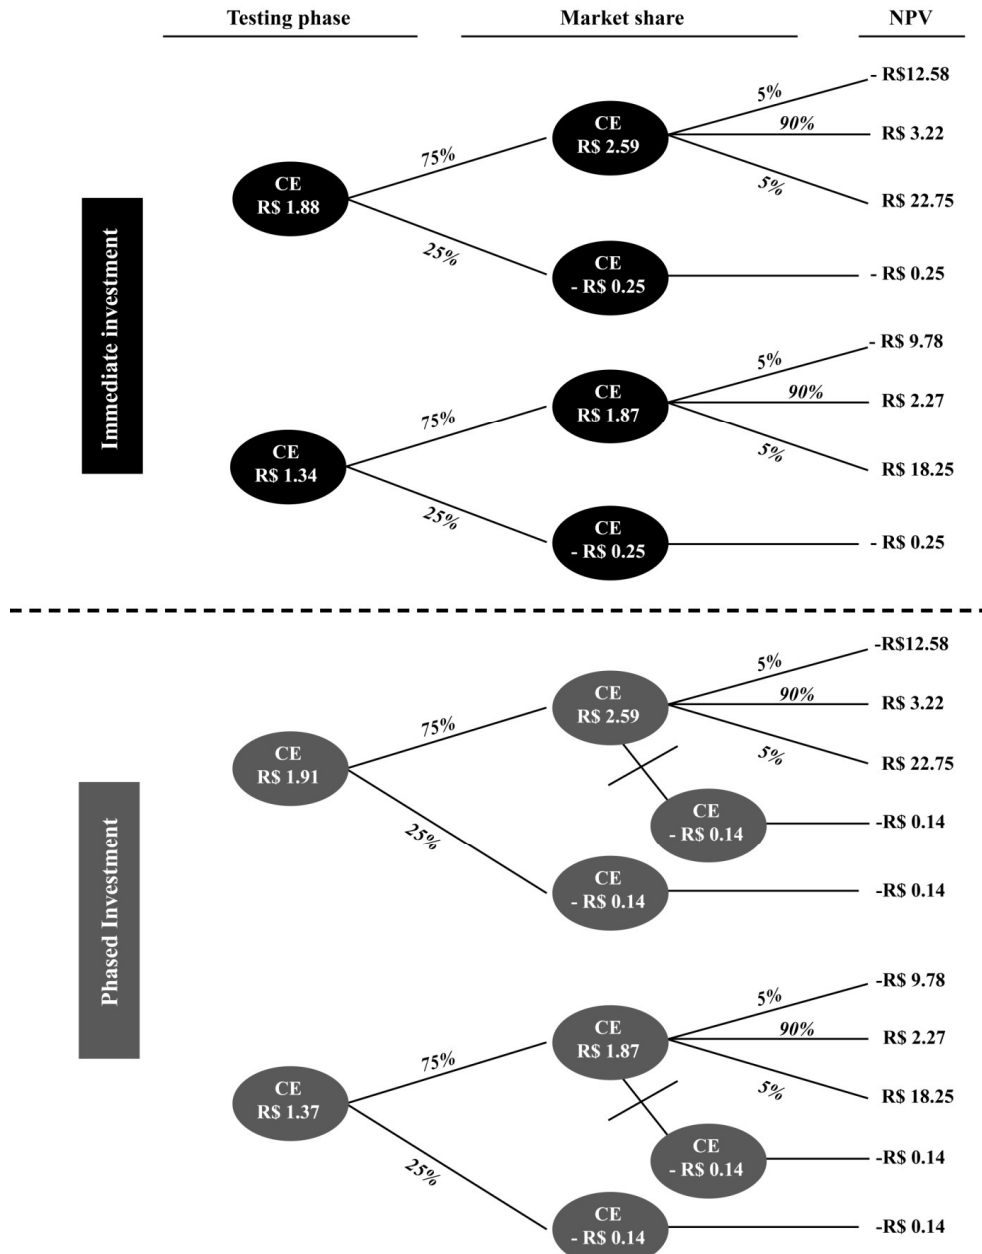 Testing phase
Market share
NPV
Immediate investment
CE
R$ 1.88
75%
25%
CE
R$ 2.59
5%
90%
5%
- R$12.58
R$ 3.22
R$ 22.75
CE
- R$ 0.25
- R$ 0.25
CE
R$ 1.34
75%
25%
CE
R$ 1.87
5%
90%
5%
- R$ 9.78
R$ 2.27
R$ 18.25
CE
- R$ 0.25
- R$ 0.25
Phased Investment
CE
R$ 1.91
75%
25%
CE
R$ 2.59
5%
90%
5%
-R$12.58
R$ 3.22
R$ 22.75
CE
- R$ 0.14
-R$ 0.14
CE
- R$ 0.14
-R$ 0.14
CE
R$ 1.37
75%
25%
CE
R$ 1.87
5%
90%
5%
-R$ 9.78
R$ 2.27
R$ 18.25
CE
- R$ 0.14
-R$ 0.14
CE
- R$ 0.14
-R$ 0.14